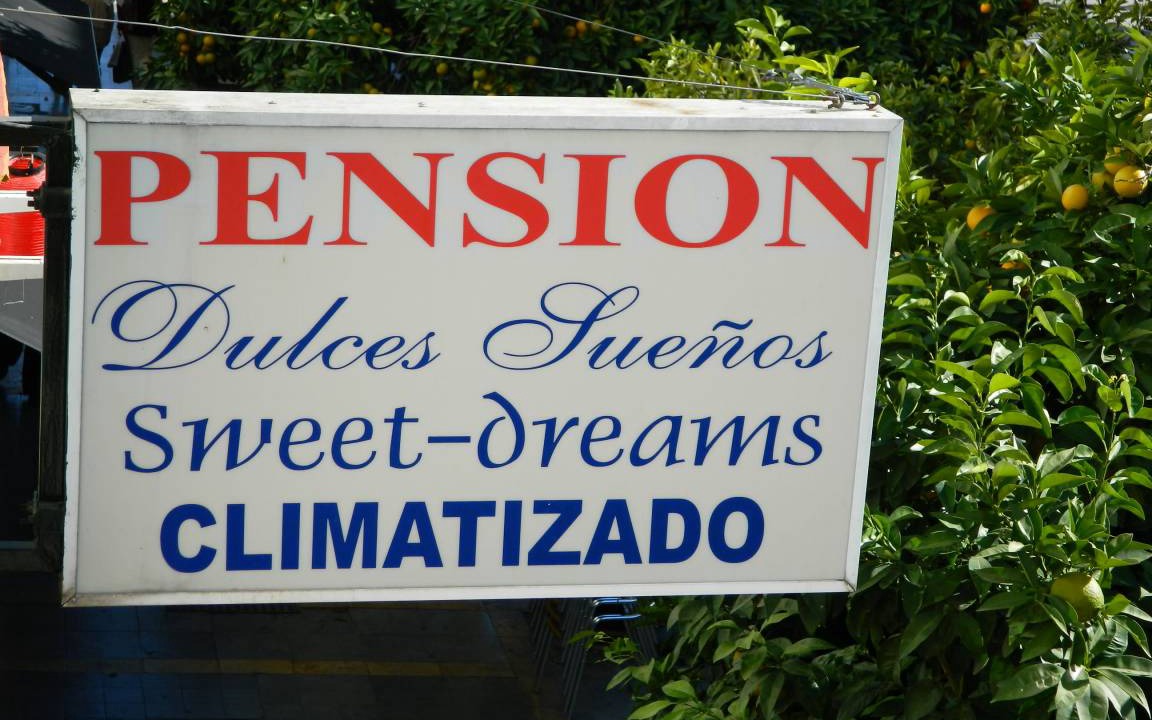 PENSION
Dulces Sueños
Sweet-dreams
CLIMATIZADO